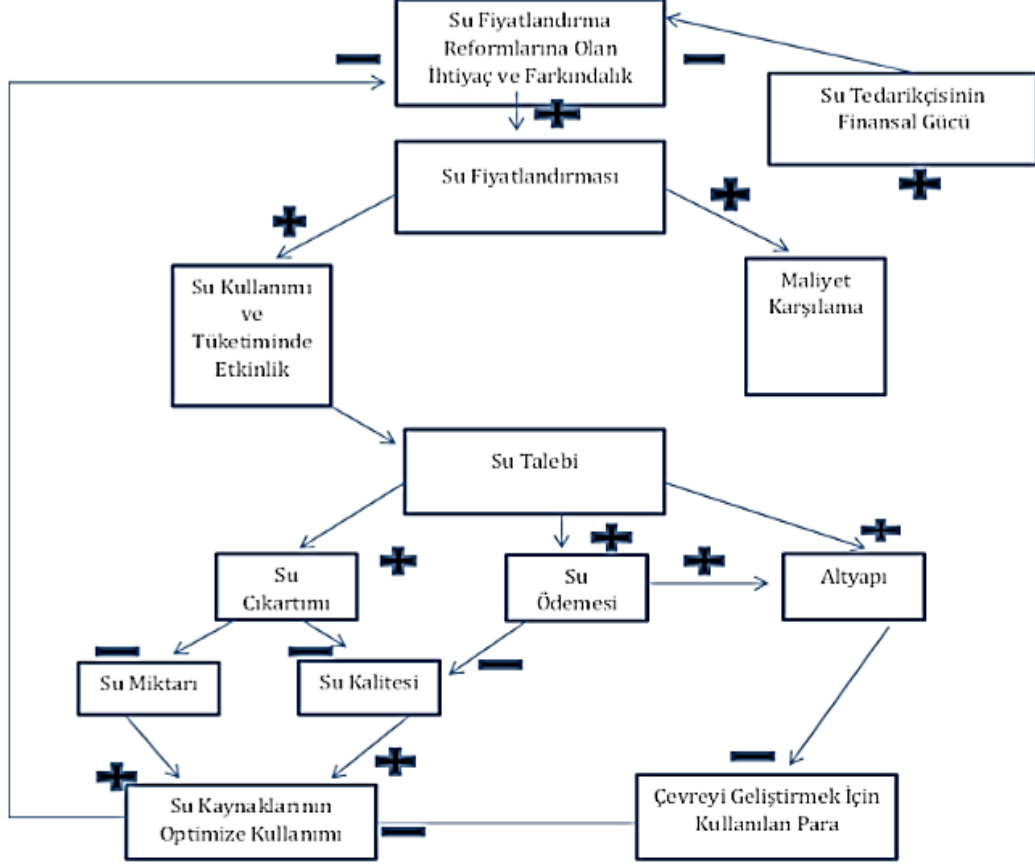 Su Fiyatlandırma
Reformlarına Olan
İhtiyaç ve Farkındalık
Su Tedarikçisinin
Finansal Gücü
Su Fiyatlandırması
Su Kullanımı
ve
Tüketiminde
Etkinlik
Maliyet
Karşılama
Su Talebi
Su
Çıkartımı
Su
Ödemesi
Altyapı
Su Miktarı
Su Kalitesi
Su Kaynaklarının
Optimize Kullanımı
Çevreyi Geliştirmek İçin
Kullanılan Para